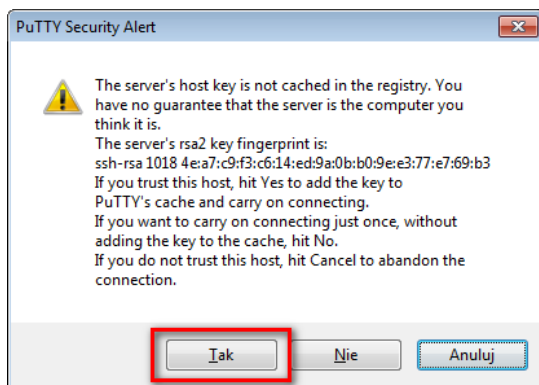 PuTTY Security Alert
The server's host key is not cached in the registry. You
have no guarantee that the server is the computer you
think it is.
The server's rsa2 key fingerprint is:
ssh-rsa 1018 4e:a7:c9:f3:c6:14:ed:9a:0b:b0:9e:e3:77:e7:69:b3
If you trust this host, hit Yes to add the key to
PuTTY's cache and carry on connecting.
If you want to carry on connecting just once, without
adding the key to the cache, hit No.
If you do not trust this host, hit Cancel to abandon the
connection.
Tak Nie Anuluj